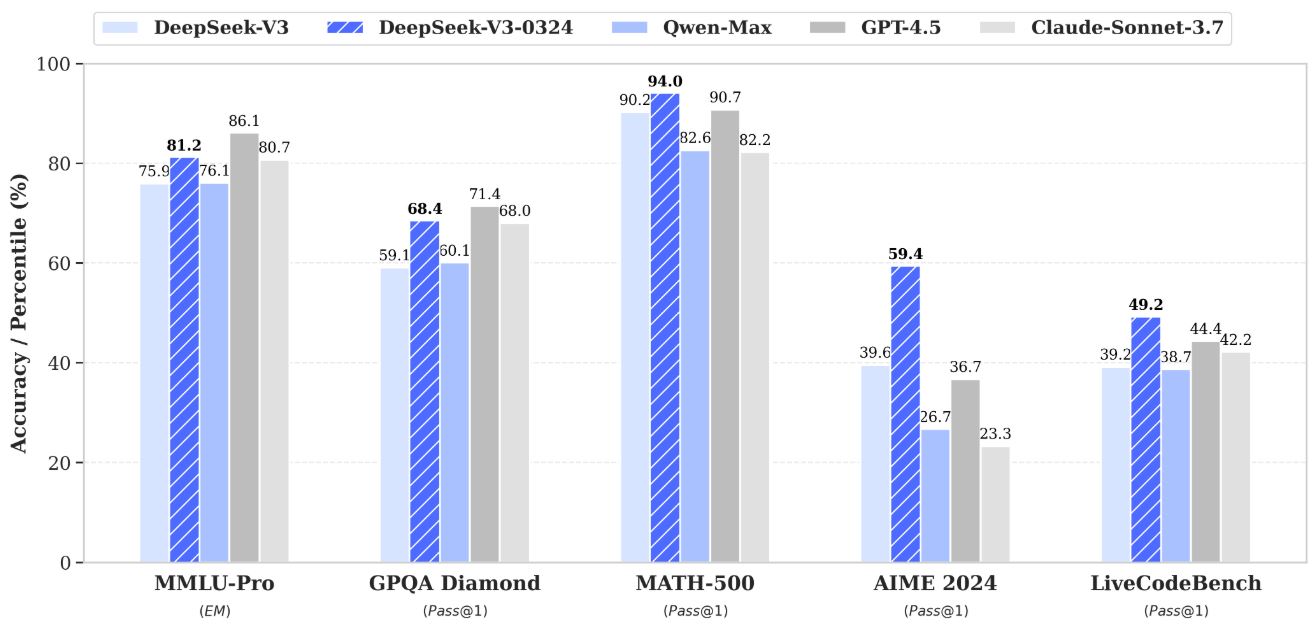 DeepSeek-V3 DeepSeek-V3-0324 Qwen-Max GPT-4.5 Claude-Sonnet-3.7
Accuracy / Percentile (%)
100
80
60
40
20
0
75.9 81.2 76.1 86.1 80.7
59.1 68.4 60.1 71.4 68.0
90.2 94.0 82.6 90.7 82.2
39.6 59.4 26.7 36.7 23.3
39.2 49.2 38.7 44.4 42.2
MMLU-Pro GPQA Diamond MATH-500 AIME 2024 LiveCodeBench
(EM) (Pass@1) (Pass@1) (Pass@1) (Pass@1)